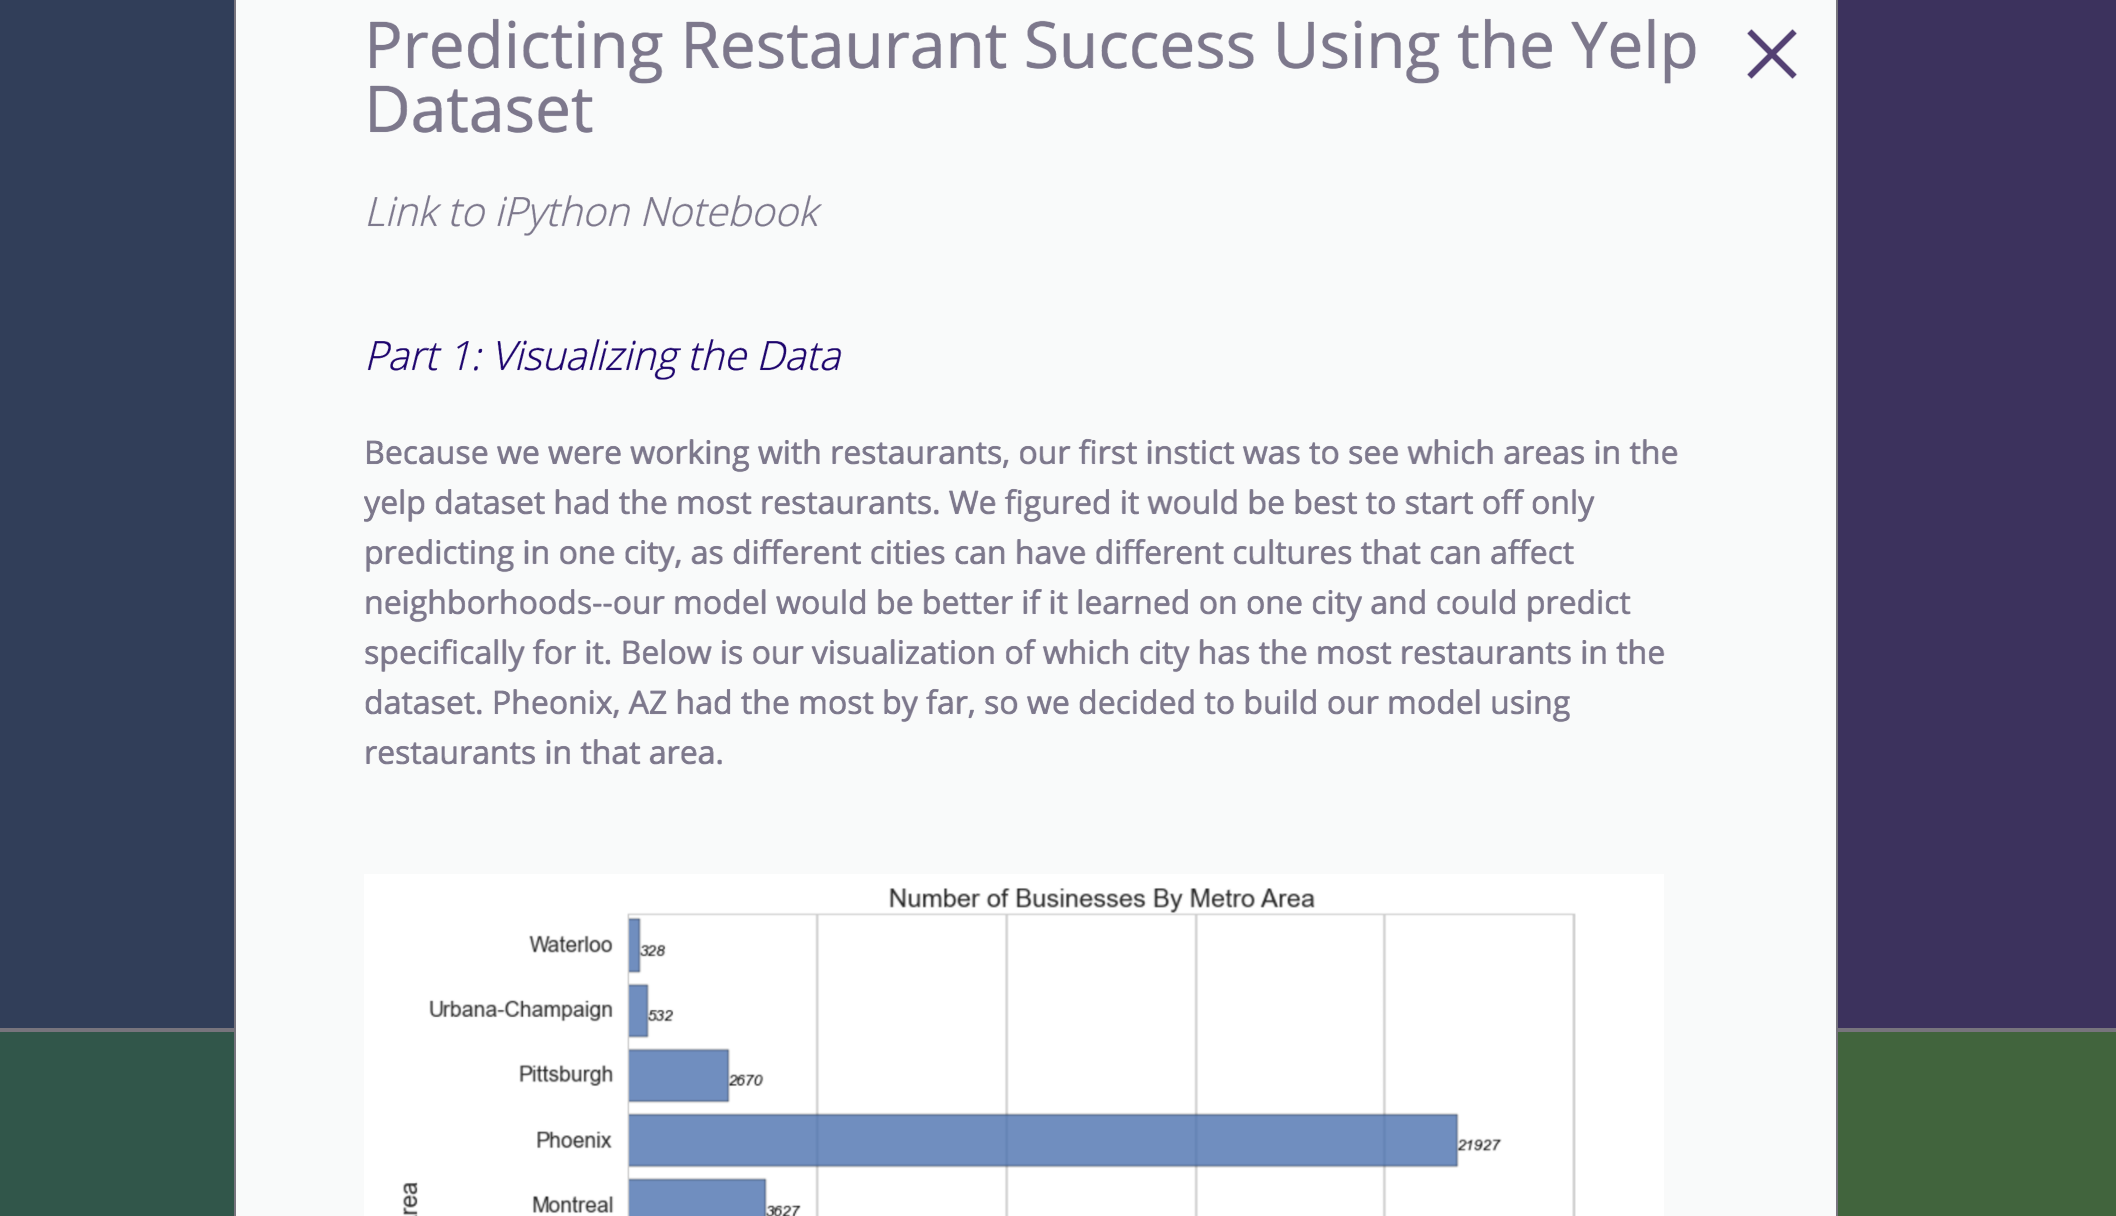 Predicting Restaurant Success Using the Yelp
Dataset
Link to iPython Notebook
Part 1: Visualizing the Data
Because we were working with restaurants, our first instict was to see which areas in the
yelp dataset had the most restaurants. We figured it would be best to start off only
predicting in one city, as different cities can have different cultures that can affect
neighborhoods--our model would be better if it learned on one city and could predict
specifically for it. Below is our visualization of which city has the most restaurants in the
dataset. Pheonix, AZ had the most by far, so we decided to build our model using
restaurants in that area.
Number of Businesses By Metro Area
Waterloo 328
Urbana-Champaign 532
Pittsburgh 2670
Phoenix 21927
Montreal 3627